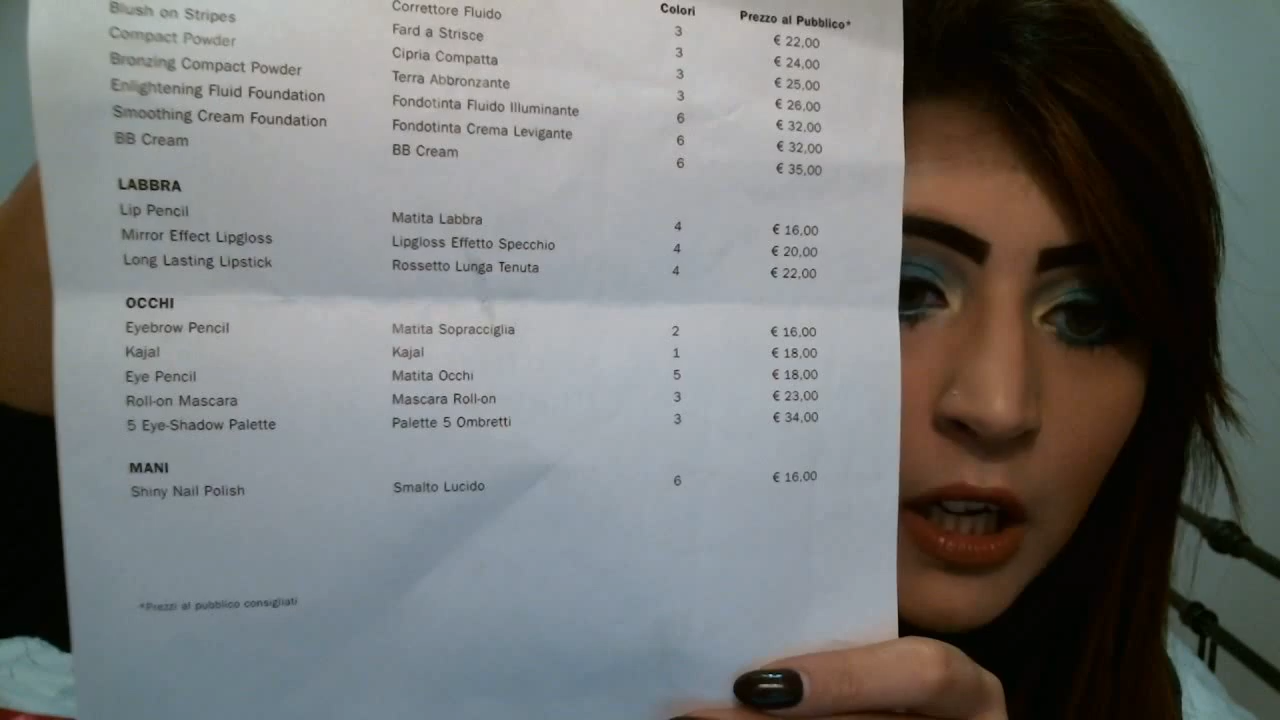 Colori Prezzo al Pubblico*
Correttore Fluido 3 € 22,00
Blush on Stripes Fard a Strisce 3 € 24,00
Compact Powder Cipria Compatta 3 € 25,00
Bronzing Compact Powder Terra Abbronzante 3 € 26,00
Enlightening Fluid Foundation Fondotinta Fluido Illuminante 6 € 32,00
Smoothing Cream Foundation Fondotinta Crema Levigante 6 € 32,00
BB Cream BB Cream 6 € 35,00
LABBRA
Lip Pencil Matita Labbra 4 € 16,00
Mirror Effect Lipgloss Lipgloss Effetto Specchio 4 € 20,00
Long Lasting Lipstick Rossetto Lunga Tenuta 4 € 22,00
OCCHI
Eyebrow Pencil Matita Sopracciglia 2 € 16,00
Kajal Kajal 1 € 18,00
Eye Pencil Matita Occhi 5 € 18,00
Roll-on Mascara Mascara Roll-on 3 € 23,00
5 Eye-Shadow Palette Palette 5 Ombretti 3 € 34,00
MANI
Shiny Nail Polish Smalto Lucido 6 € 16,00
*Prezzi al pubblico consigliati